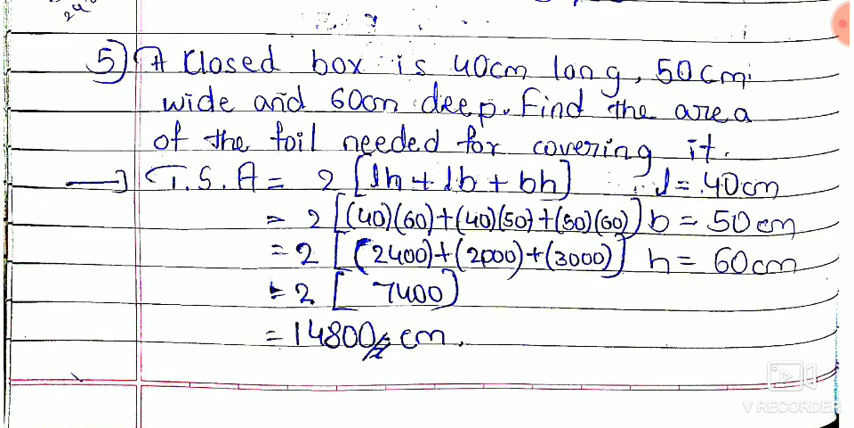 24
5) A closed box is 40cm long, 50cm
wide and 60cm deep. Find the area
of the foil needed for covering it.
→ T.S.A = 2 [lh + lb + bh] l = 40cm
= 2 [(40)(60)+(40)(50)+(50)(60)] b = 50cm
= 2 [(2400)+(2000)+(3000)] h = 60cm
= 2 [7400]
= 14800 cm.
V RECORDER